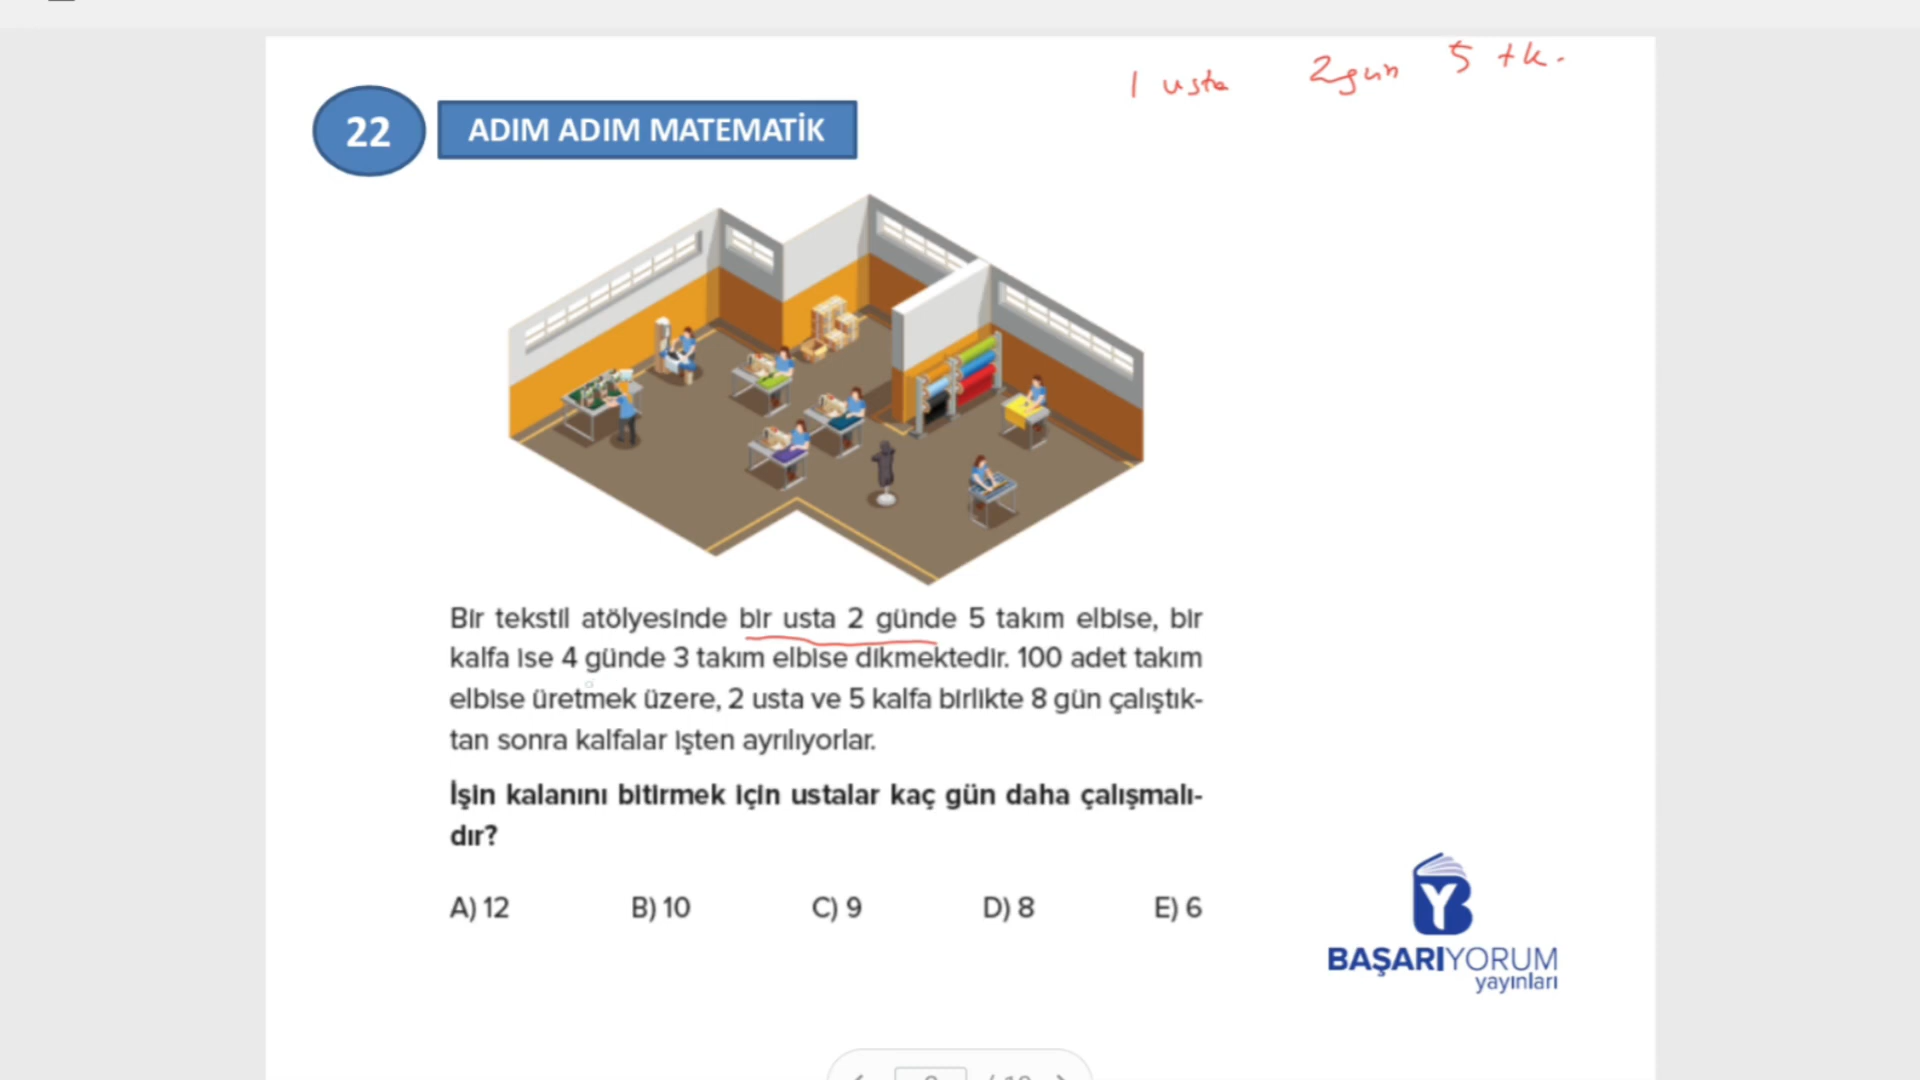 1 usta 2gün 5 tk.
22
ADIM ADIM MATEMATİK
Bir tekstil atölyesinde bir usta 2 günde 5 takım elbise, bir
kalfa ise 4 günde 3 takım elbise dikmektedir. 100 adet takım
elbise üretmek üzere, 2 usta ve 5 kalfa birlikte 8 gün çalıştık-
tan sonra kalfalar işten ayrılıyorlar.
İşin kalanını bitirmek için ustalar kaç gün daha çalışmalı-
dır?
A) 12 B) 10 C) 9 D) 8 E) 6
BAŞARIYORUM
yayınları